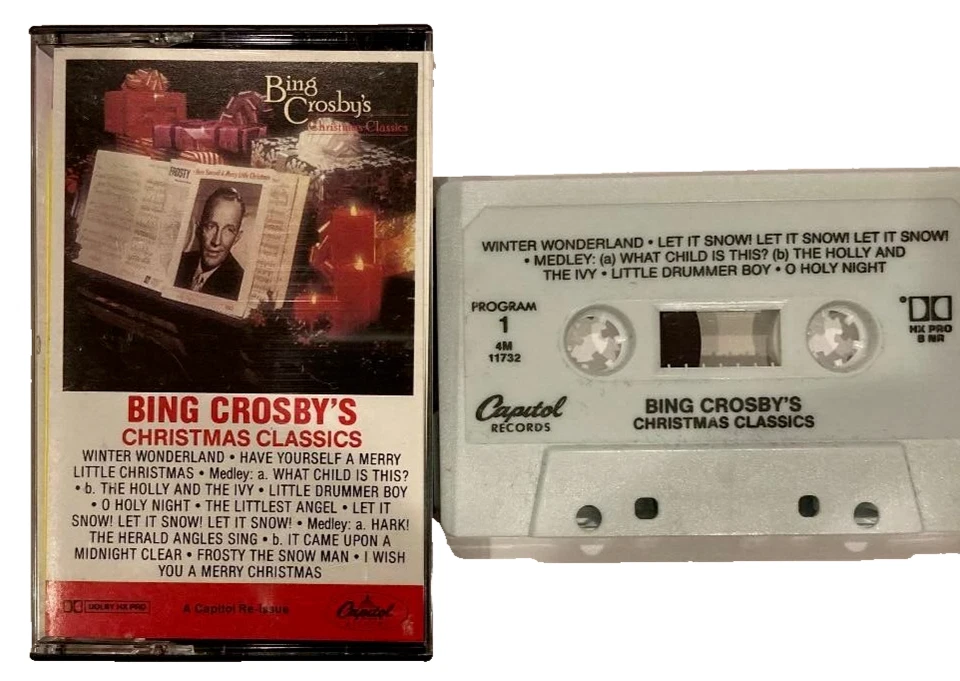 Bing
Crosby's
Christmas Classics
FROSTY
Have Yourself A Merry Little Christmas
BING CROSBY'S
CHRISTMAS CLASSICS
WINTER WONDERLAND • HAVE YOURSELF A MERRY
LITTLE CHRISTMAS • Medley: a. WHAT CHILD IS THIS?
• b. THE HOLLY AND THE IVY • LITTLE DRUMMER BOY
• O HOLY NIGHT • THE LITTLEST ANGEL • LET IT
SNOW! LET IT SNOW! LET IT SNOW! • Medley: a. HARK!
THE HERALD ANGLES SING • b. IT CAME UPON A
MIDNIGHT CLEAR • FROSTY THE SNOW MAN • I WISH
YOU A MERRY CHRISTMAS
DOLBY HX PRO
A Capitol Re-Issue
Capitol
WINTER WONDERLAND • LET IT SNOW! LET IT SNOW! LET IT SNOW!
• MEDLEY: (a) WHAT CHILD IS THIS? (b) THE HOLLY AND
THE IVY • LITTLE DRUMMER BOY • O HOLY NIGHT
PROGRAM
1
4M
11732
HX PRO
B NR
Capitol
RECORDS
BING CROSBY'S
CHRISTMAS CLASSICS